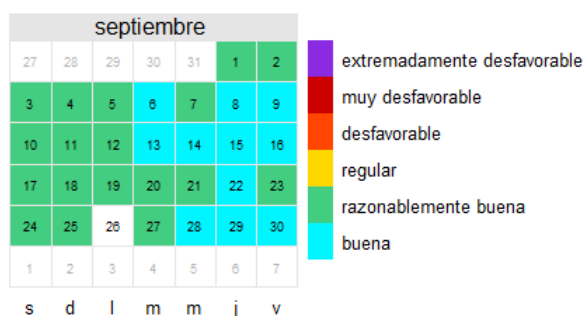 septiembre
27 28 29 30 31 1 2
3 4 5 6 7 8 9
10 11 12 13 14 15 16
17 18 19 20 21 22 23
24 25 26 27 28 29 30
1 2 3 4 5 6 7
s d l m m j v
extremadamente desfavorable
muy desfavorable
desfavorable
regular
razonablemente buena
buena